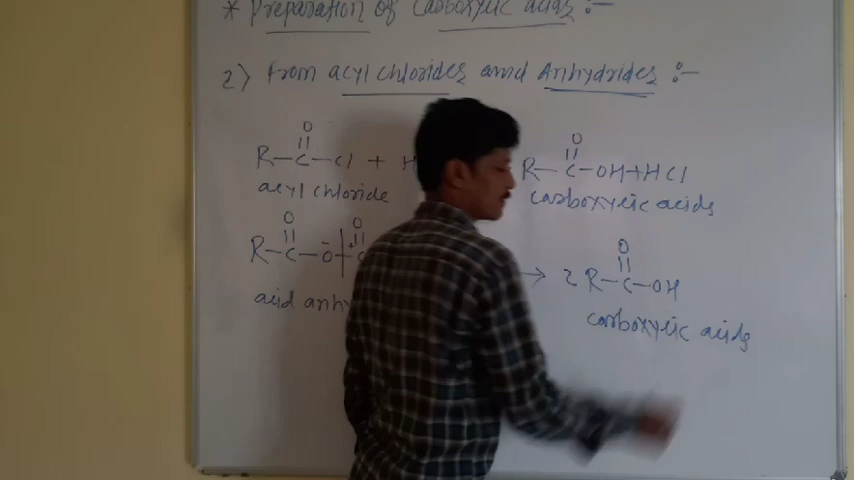 * Preparation of Carboxylic acids :-
2) From acyl chlorides and Anhydrides :-
O O
R-C-Cl + H R-C-OH+HCl
acyl chloride carboxylic acids
O O O
R-C-O-C → 2 R-C-OH
acid anhy carboxylic acids